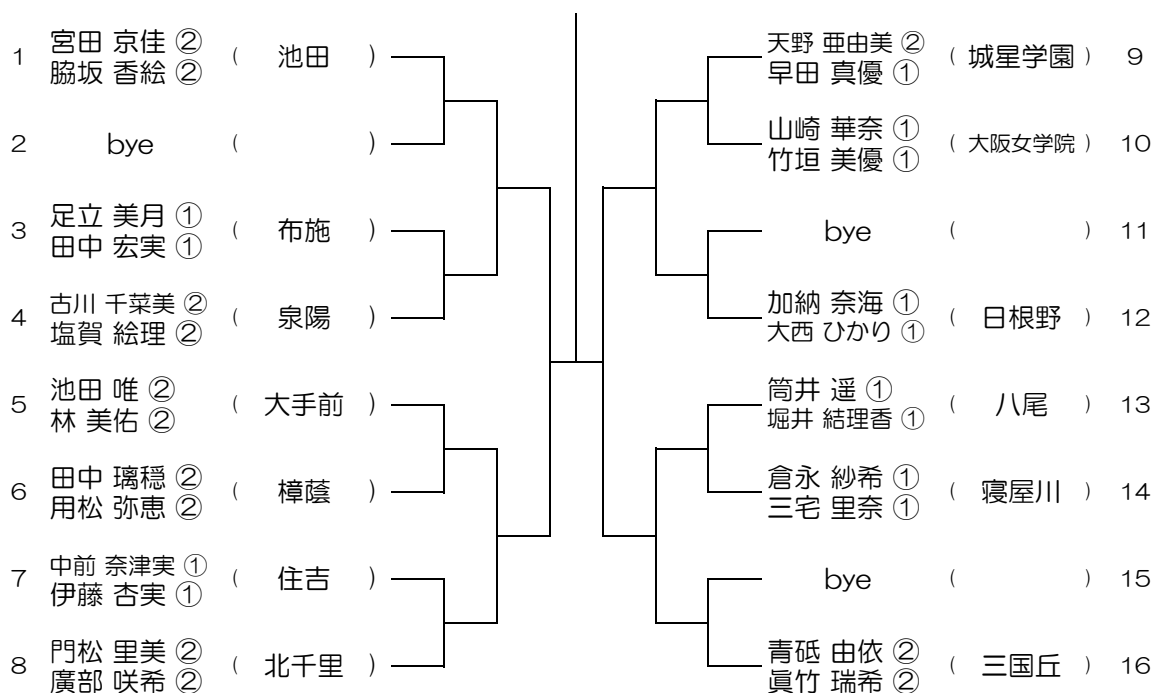 1 宮田 京佳 ② ( 池田 )
脇坂 香絵 ②
2 bye ( )
3 足立 美月 ① ( 布施 )
田中 宏実 ①
4 古川 千菜美 ② ( 泉陽 )
塩賀 絵理 ②
5 池田 唯 ② ( 大手前 )
林 美佑 ②
6 田中 璃穏 ② ( 樟蔭 )
用松 弥恵 ②
7 中前 奈津実 ① ( 住吉 )
伊藤 杏実 ①
8 門松 里美 ② ( 北千里 )
廣部 咲希 ②
天野 亜由美 ② ( 城星学園 ) 9
早田 真優 ①
山崎 華奈 ① ( 大阪女学院 ) 10
竹垣 美優 ①
bye ( ) 11
加納 奈海 ① ( 日根野 ) 12
大西 ひかり ①
筒井 遥 ① ( 八尾 ) 13
堀井 結理香 ①
倉永 紗希 ① ( 寝屋川 ) 14
三宅 里奈 ①
bye ( ) 15
青砥 由依 ② ( 三国丘 ) 16
眞竹 瑞希 ②